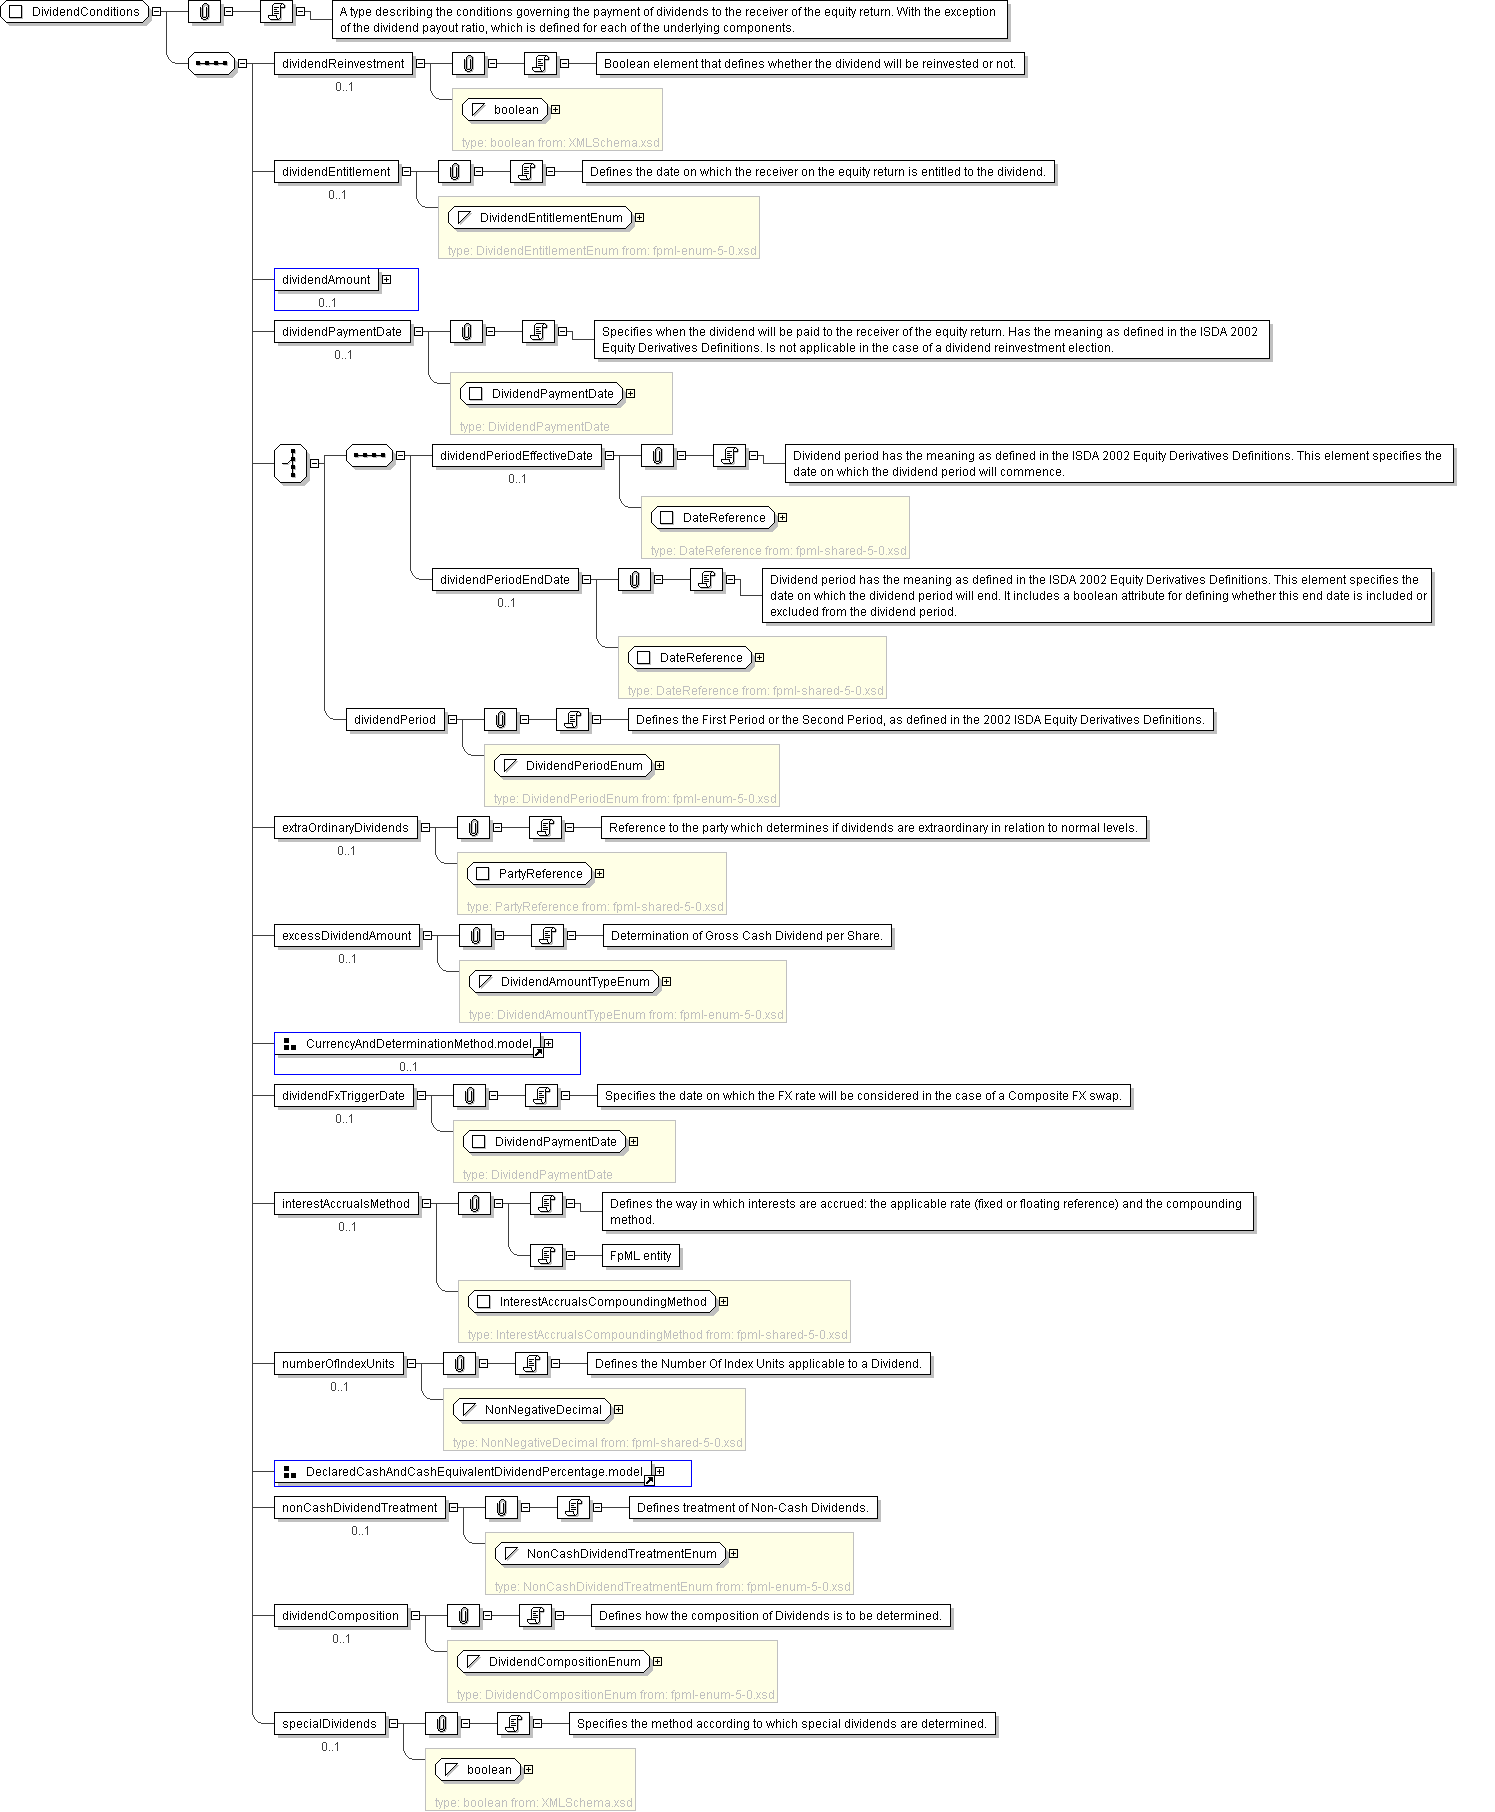 DividendConditions
A type describing the conditions governing the payment of dividends to the receiver of the equity return. With the exception
of the dividend payout ratio, which is defined for each of the underlying components.
dividendReinvestment
Boolean element that defines whether the dividend will be reinvested or not.
0..1
boolean
type: boolean from: XMLSchema.xsd
dividendEntitlement
Defines the date on which the receiver on the equity return is entitled to the dividend.
0..1
DividendEntitlementEnum
type: DividendEntitlementEnum from: fpml-enum-5-0.xsd
dividendAmount
0..1
dividendPaymentDate
Specifies when the dividend will be paid to the receiver of the equity return. Has the meaning as defined in the ISDA 2002
Equity Derivatives Definitions. Is not applicable in the case of a dividend reinvestment election.
0..1
DividendPaymentDate
type: DividendPaymentDate
dividendPeriodEffectiveDate
Dividend period has the meaning as defined in the ISDA 2002 Equity Derivatives Definitions. This element specifies the
date on which the dividend period will commence.
0..1
DateReference
type: DateReference from: fpml-shared-5-0.xsd
dividendPeriodEndDate
Dividend period has the meaning as defined in the ISDA 2002 Equity Derivatives Definitions. This element specifies the
date on which the dividend period will end. It includes a boolean attribute for defining whether this end date is included or
excluded from the dividend period.
0..1
DateReference
type: DateReference from: fpml-shared-5-0.xsd
dividendPeriod
Defines the First Period or the Second Period, as defined in the 2002 ISDA Equity Derivatives Definitions.
DividendPeriodEnum
type: DividendPeriodEnum from: fpml-enum-5-0.xsd
extraOrdinaryDividends
Reference to the party which determines if dividends are extraordinary in relation to normal levels.
0..1
PartyReference
type: PartyReference from: fpml-shared-5-0.xsd
excessDividendAmount
Determination of Gross Cash Dividend per Share.
0..1
DividendAmountTypeEnum
type: DividendAmountTypeEnum from: fpml-enum-5-0.xsd
CurrencyAndDeterminationMethod.model
0..1
dividendFxTriggerDate
Specifies the date on which the FX rate will be considered in the case of a Composite FX swap.
0..1
DividendPaymentDate
type: DividendPaymentDate
interestAccrualsMethod
Defines the way in which interests are accrued: the applicable rate (fixed or floating reference) and the compounding
method.
0..1
FpML entity
InterestAccrualsCompoundingMethod
type: InterestAccrualsCompoundingMethod from: fpml-shared-5-0.xsd
numberOfIndexUnits
Defines the Number Of Index Units applicable to a Dividend.
0..1
NonNegativeDecimal
type: NonNegativeDecimal from: fpml-shared-5-0.xsd
DeclaredCashAndCashEquivalentDividendPercentage.model
nonCashDividendTreatment
Defines treatment of Non-Cash Dividends.
0..1
NonCashDividendTreatmentEnum
type: NonCashDividendTreatmentEnum from: fpml-enum-5-0.xsd
dividendComposition
Defines how the composition of Dividends is to be determined.
0..1
DividendCompositionEnum
type: DividendCompositionEnum from: fpml-enum-5-0.xsd
specialDividends
Specifies the method according to which special dividends are determined.
0..1
boolean
type: boolean from: XMLSchema.xsd